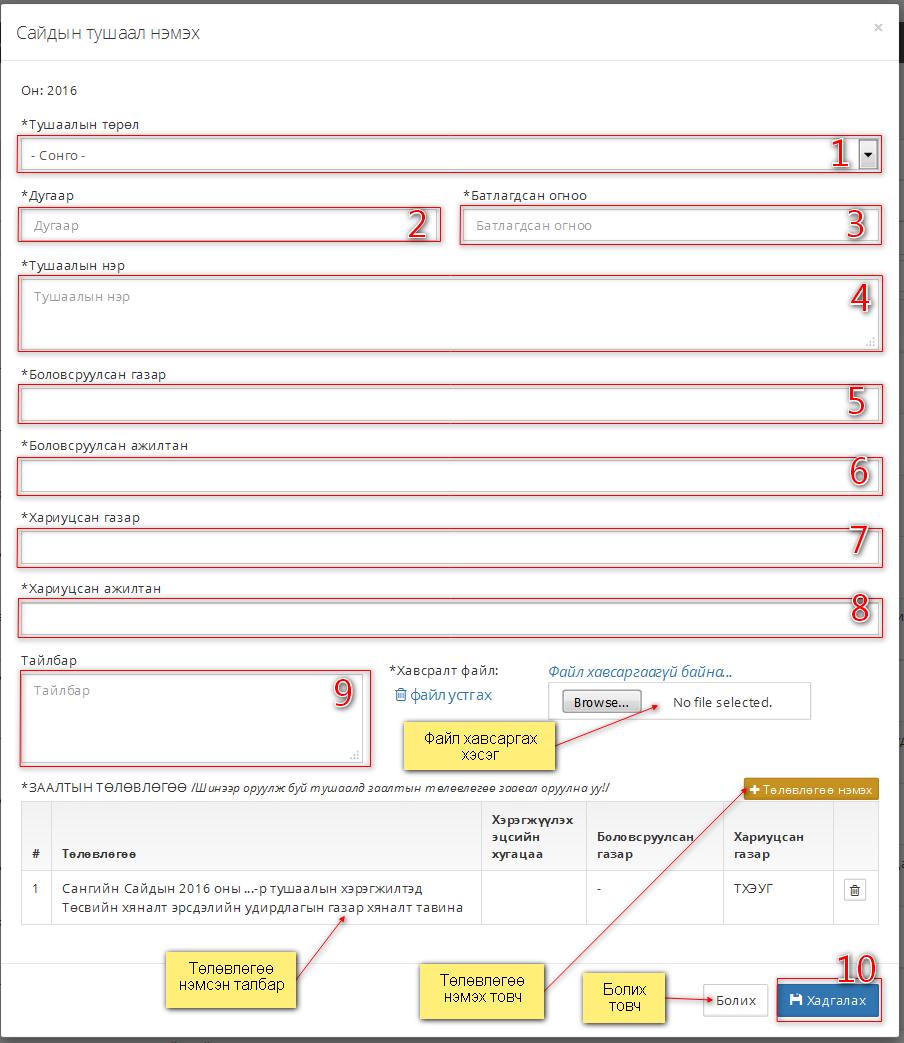 Сайдын тушаал нэмэх
×
Он: 2016
*Тушаалын төрөл
- Сонго -
1
*Дугаар
*Батлагдсан огноо
Дугаар
2
Батлагдсан огноо
3
*Тушаалын нэр
Тушаалын нэр
4
*Боловсруулсан газар
5
*Боловсруулсан ажилтан
6
*Хариуцсан газар
7
*Хариуцсан ажилтан
8
Тайлбар
*Хавсралт файл:
Файл хавсаргаагүй байна...
Тайлбар
9
файл устгах
Browse...
No file selected.
Файл хавсаргах
хэсэг
*ЗААЛТЫН ТӨЛӨВЛӨГӨӨ /Шинээр оруулж буй тушаалд заалтын төлөвлөгөө заавал оруулна уу!/
+ Төлөвлөгөө нэмэх
#
Төлөвлөгөө
Хэрэгжүүлэх
эцсийн
хугацаа
Боловсруулсан
газар
Хариуцсан
газар
1
Сангийн Сайдын 2016 оны ...-р тушаалын хэрэгжилтэд
Төсвийн хяналт эрсдэлийн удирдлагын газар хяналт тавина
-
ТХЭУГ
Төлөвлөгөө
нэмсэн талбар
Төлөвлөгөө
нэмэх товч
Болих
товч
Болих
10
Хадгалах